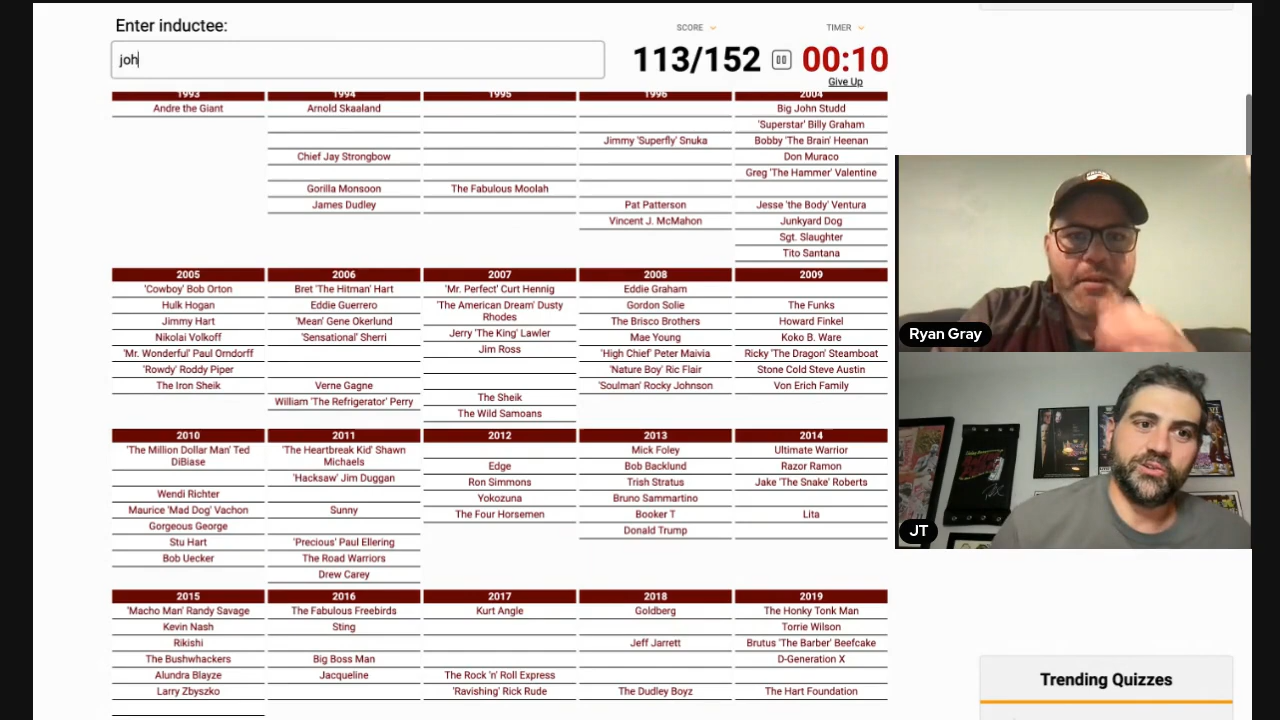 Enter inductee:
joh
SCORE
113/152
TIMER
00:10
Give Up
1993
1994
1995
1996
2004
Andre the Giant
Arnold Skaaland
Big John Studd
'Superstar' Billy Graham
Jimmy 'Superfly' Snuka
Bobby 'The Brain' Heenan
Chief Jay Strongbow
Don Muraco
Greg 'The Hammer' Valentine
Gorilla Monsoon
The Fabulous Moolah
James Dudley
Pat Patterson
Jesse 'the Body' Ventura
Vincent J. McMahon
Junkyard Dog
Sgt. Slaughter
Tito Santana
2005
2006
2007
2008
2009
'Cowboy' Bob Orton
Bret 'The Hitman' Hart
'Mr. Perfect' Curt Hennig
Eddie Graham
Hulk Hogan
Eddie Guerrero
'The American Dream' Dusty
Rhodes
Gordon Solie
The Funks
Jimmy Hart
'Mean' Gene Okerlund
The Brisco Brothers
Howard Finkel
Nikolai Volkoff
'Sensational' Sherri
Jerry 'The King' Lawler
Mae Young
Koko B. Ware
'Mr. Wonderful' Paul Orndorff
Jim Ross
'High Chief' Peter Maivia
Ricky 'The Dragon' Steamboat
'Rowdy' Roddy Piper
'Nature Boy' Ric Flair
Stone Cold Steve Austin
The Iron Sheik
Verne Gagne
'Soulman' Rocky Johnson
Von Erich Family
William 'The Refrigerator' Perry
The Sheik
The Wild Samoans
2010
2011
2012
2013
2014
'The Million Dollar Man' Ted
DiBiase
'The Heartbreak Kid' Shawn
Michaels
Mick Foley
Ultimate Warrior
Edge
Bob Backlund
Razor Ramon
'Hacksaw' Jim Duggan
Ron Simmons
Trish Stratus
Jake 'The Snake' Roberts
Wendi Richter
Yokozuna
Bruno Sammartino
Maurice 'Mad Dog' Vachon
Sunny
The Four Horsemen
Booker T
Lita
Gorgeous George
Donald Trump
Stu Hart
'Precious' Paul Ellering
Bob Uecker
The Road Warriors
Drew Carey
2015
2016
2017
2018
2019
'Macho Man' Randy Savage
The Fabulous Freebirds
Kurt Angle
Goldberg
The Honky Tonk Man
Kevin Nash
Sting
Torrie Wilson
Rikishi
Jeff Jarrett
Brutus 'The Barber' Beefcake
The Bushwhackers
Big Boss Man
D-Generation X
Alundra Blayze
Jacqueline
The Rock 'n' Roll Express
Larry Zbyszko
'Ravishing' Rick Rude
The Dudley Boyz
The Hart Foundation
Ryan Gray
JT
Trending Quizzes